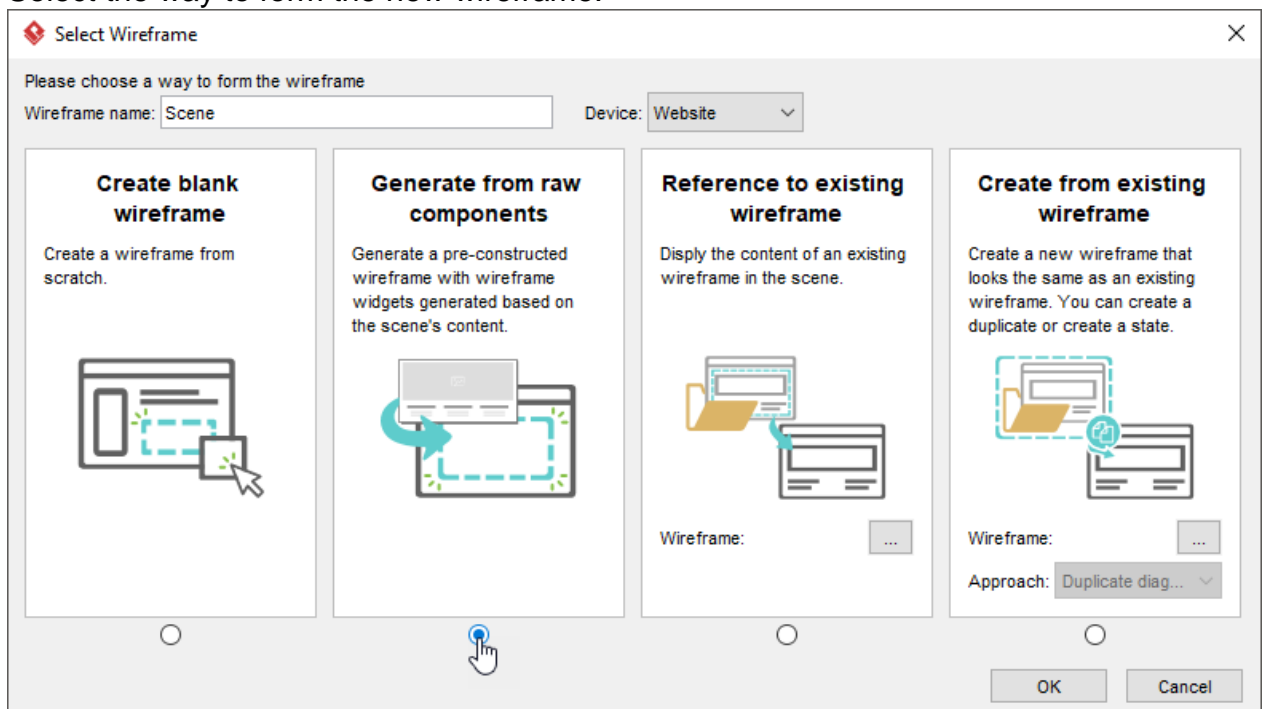 Select the way to form the new wireframe.
Select Wireframe
Please choose a way to form the wireframe
Wireframe name: Scene
Device: Website
Create blank
wireframe
Create a wireframe from
scratch.
Generate from raw
components
Generate a pre-constructed
wireframe with wireframe
widgets generated based on
the scene's content.
Reference to existing
wireframe
Disply the content of an existing
wireframe in the scene.
Wireframe:
...
Create from existing
wireframe
Create a new wireframe that
looks the same as an existing
wireframe. You can create a
duplicate or create a state.
Wireframe:
...
Approach: Duplicate diag...
OK
Cancel